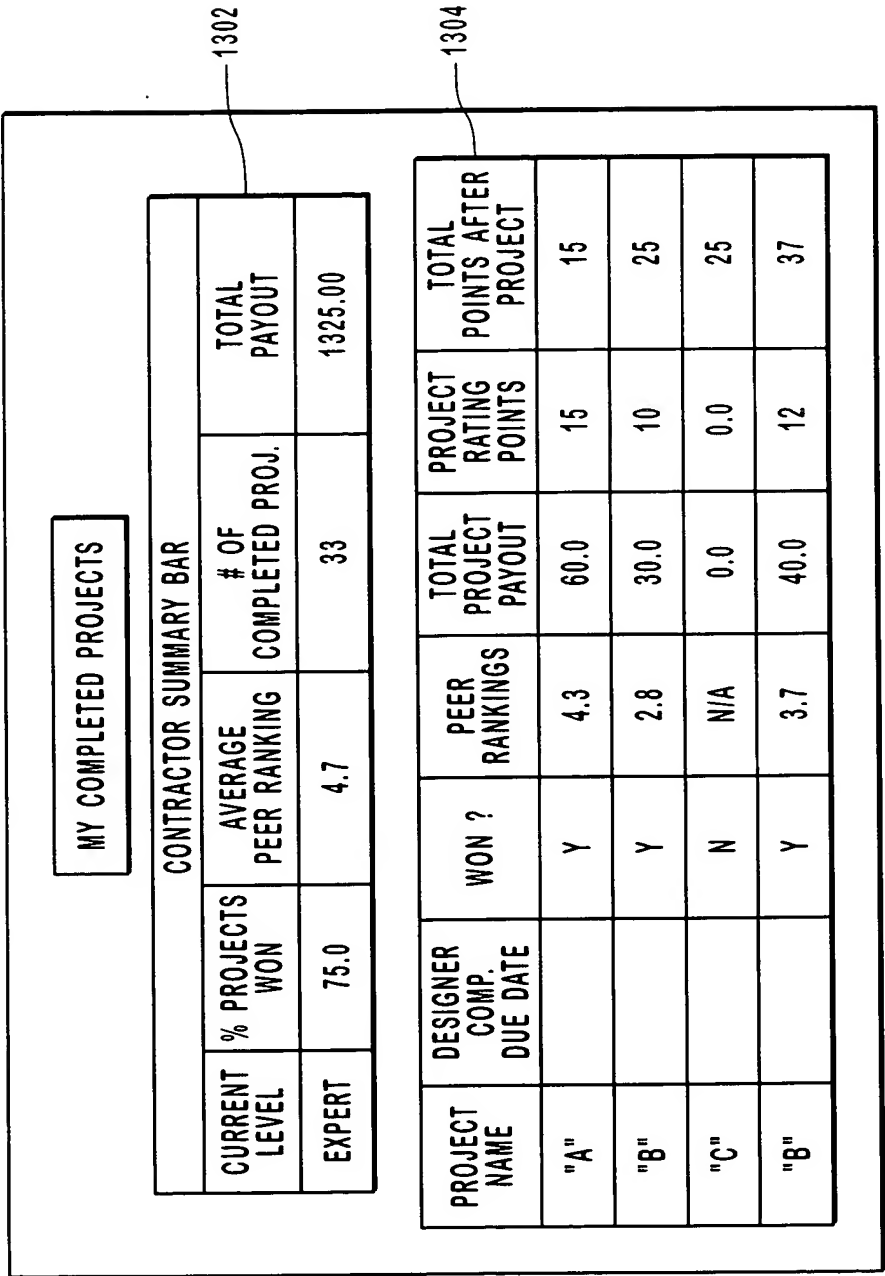 MY COMPLETED PROJECTS
CONTRACTOR SUMMARY BAR
CURRENT LEVEL	% PROJECTS WON	AVERAGE PEER RANKING	# OF COMPLETED PROJ.	TOTAL PAYOUT
EXPERT	75.0	4.7	33	1325.00
1302
PROJECT NAME	DESIGNER COMP. DUE DATE	WON ?	PEER RANKINGS	TOTAL PROJECT PAYOUT	PROJECT RATING POINTS	TOTAL POINTS AFTER PROJECT
"A"	Y	4.3	60.0	15	15
"B"	Y	2.8	30.0	10	25
"C"	N	N/A	0.0	0.0	25
"B"	Y	3.7	40.0	12	37
1304